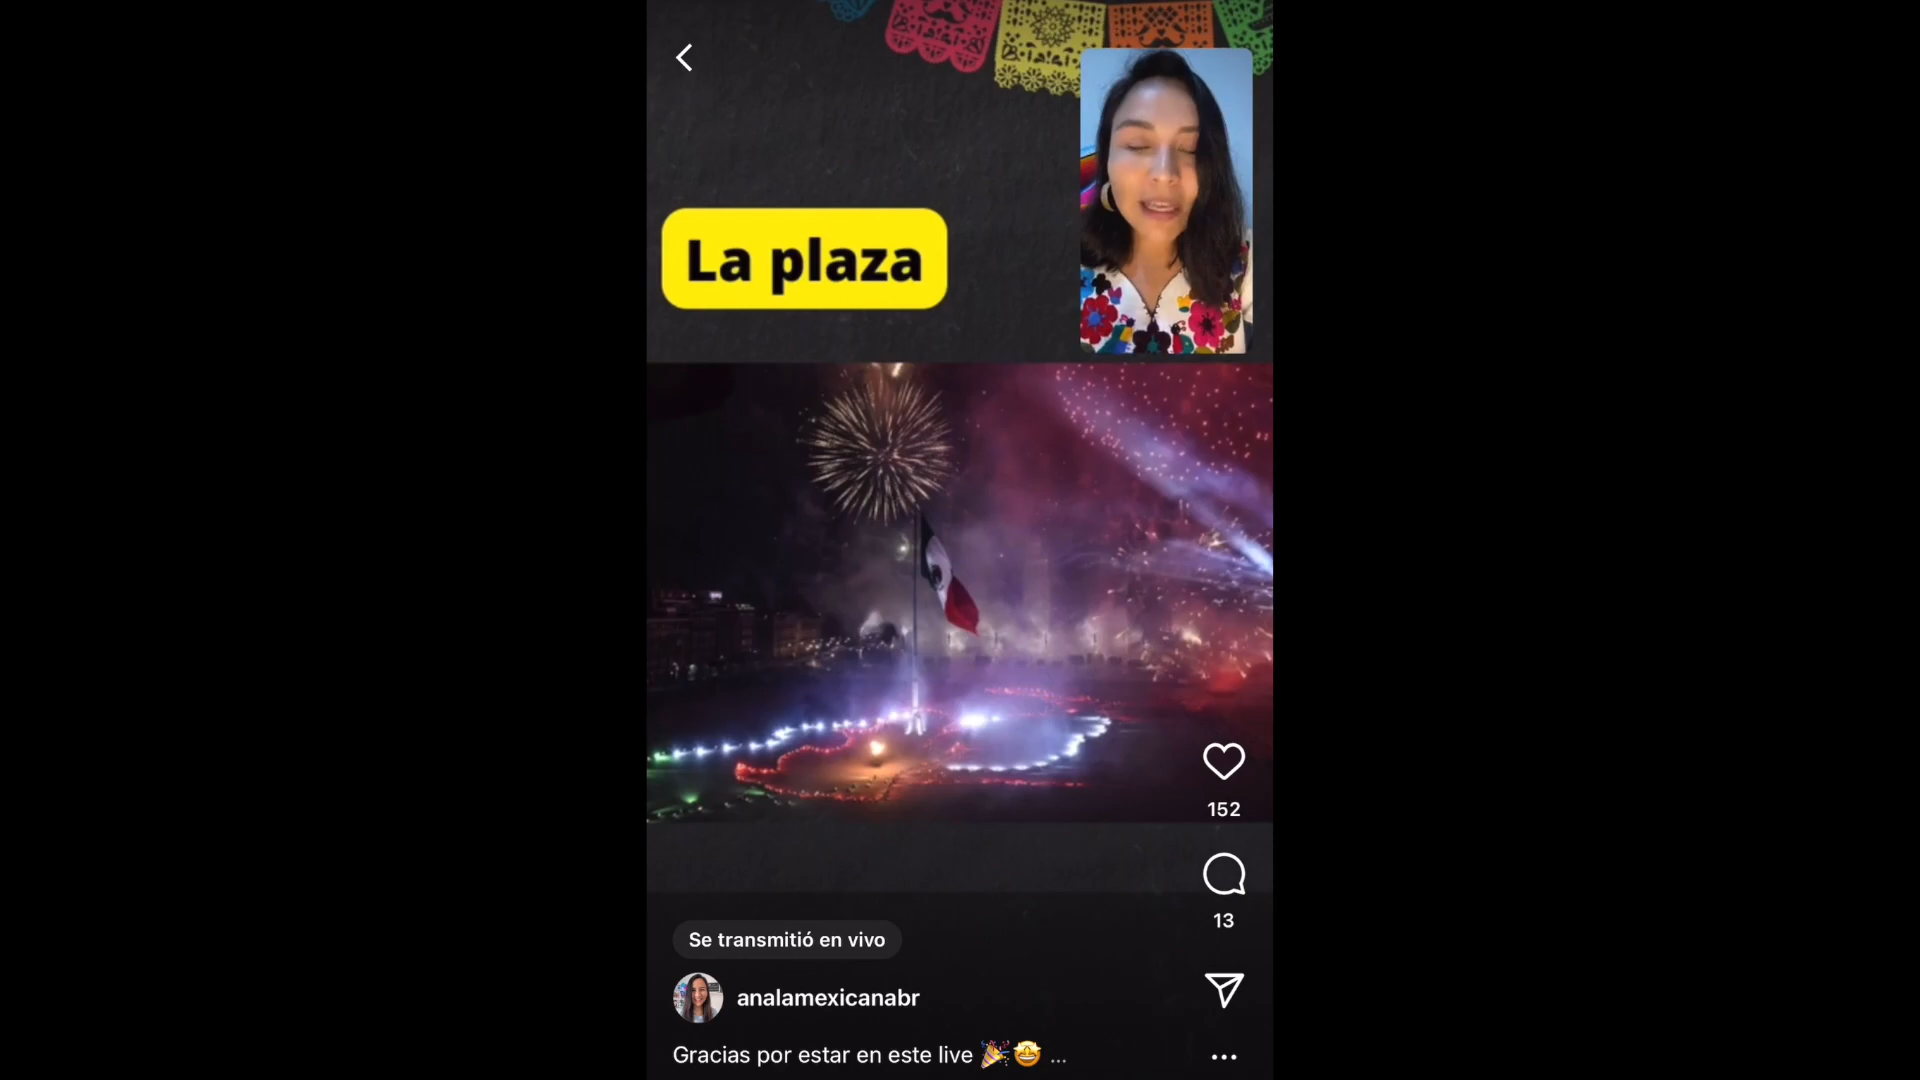 La plaza
152
13
Se transmitió en vivo
analamexicanabr
Gracias por estar en este live 🎉🤩 ...